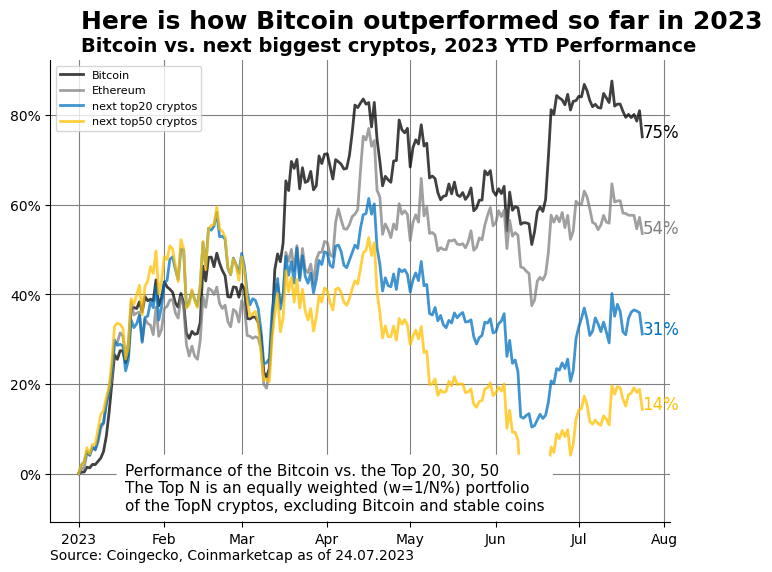 Here is how Bitcoin outperformed so far in 2023
Bitcoin vs. next biggest cryptos, 2023 YTD Performance
Bitcoin
Ethereum
next top20 cryptos
next top50 cryptos
80%
60%
40%
20%
0%
75%
54%
31%
14%
Performance of the Bitcoin vs. the Top 20, 30, 50
The Top N is an equally weighted (w=1/N%) portfolio
of the TopN cryptos, excluding Bitcoin and stable coins
2023 Feb Mar Apr May Jun Jul Aug
Source: Coingecko, Coinmarketcap as of 24.07.2023